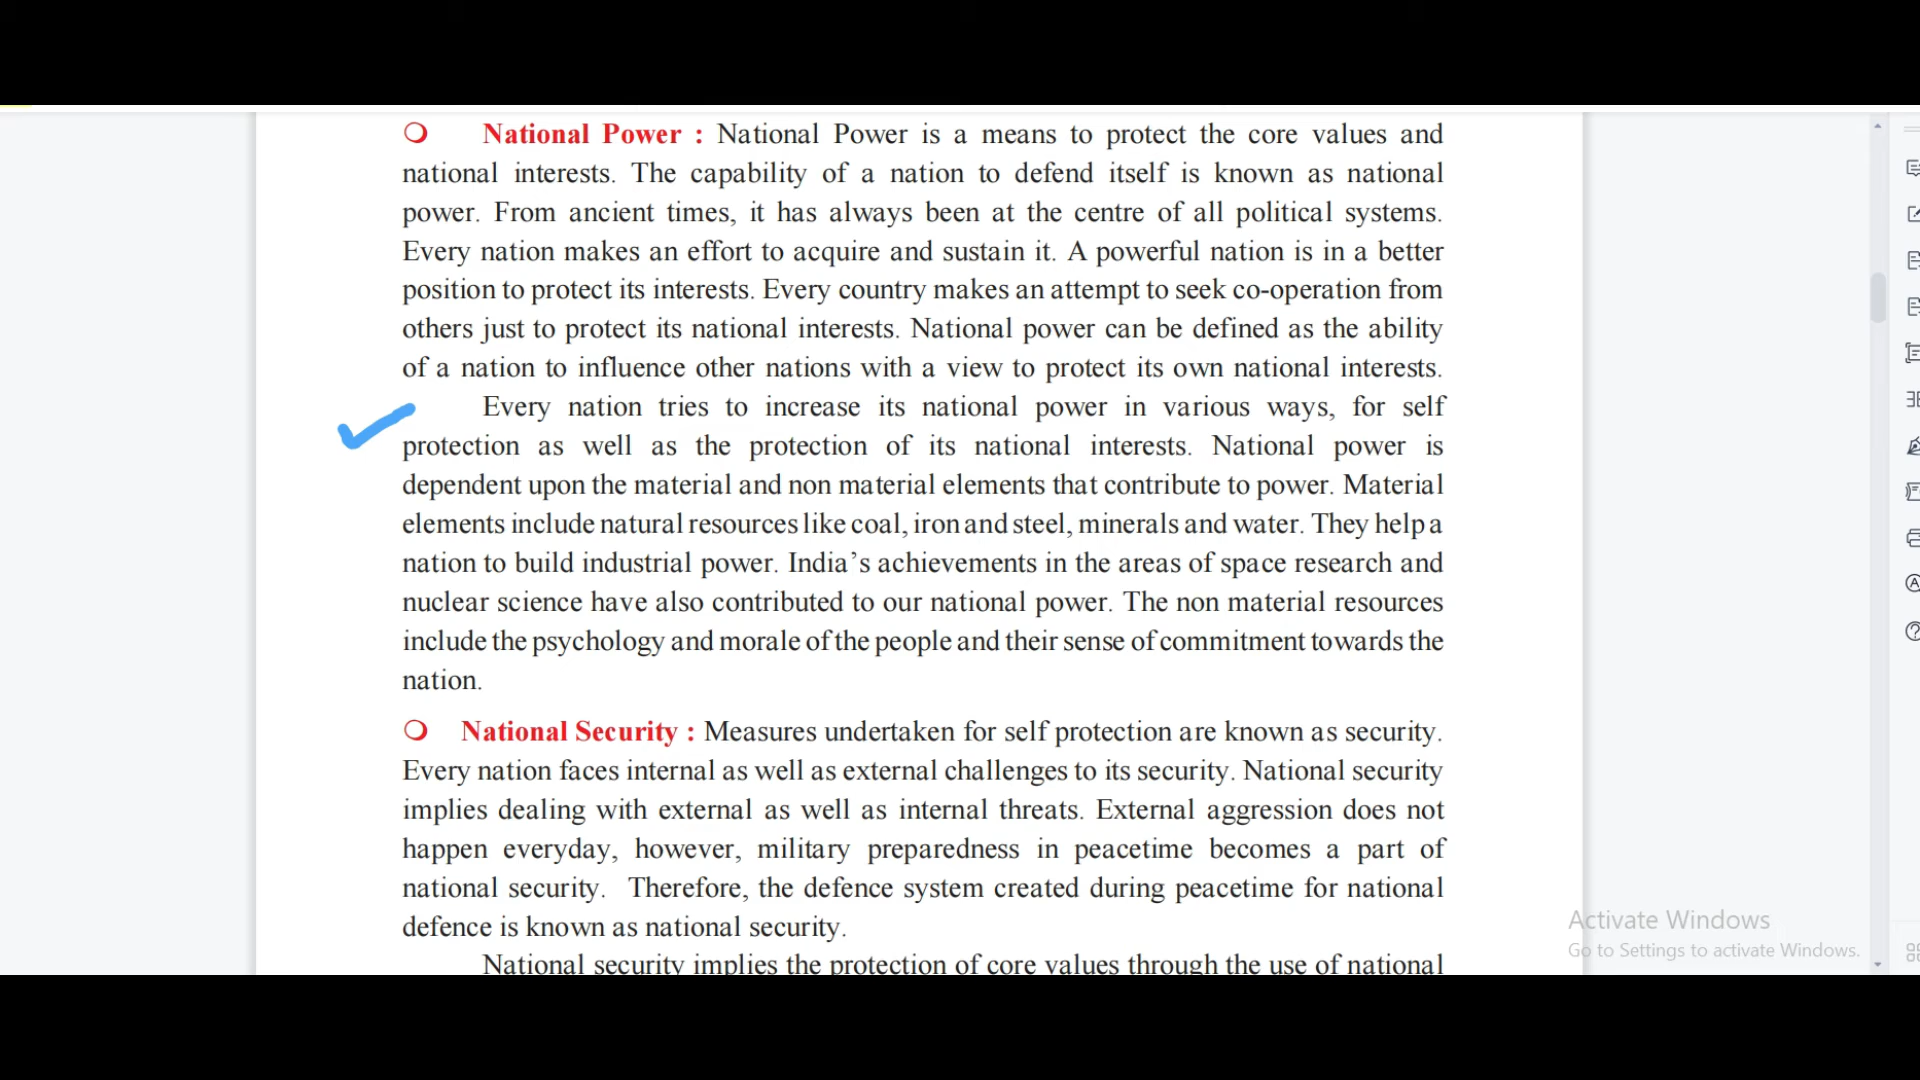 National Power : National Power is a means to protect the core values and
national interests. The capability of a nation to defend itself is known as national
power. From ancient times, it has always been at the centre of all political systems.
Every nation makes an effort to acquire and sustain it. A powerful nation is in a better
position to protect its interests. Every country makes an attempt to seek co-operation from
others just to protect its national interests. National power can be defined as the ability
of a nation to influence other nations with a view to protect its own national interests.
Every nation tries to increase its national power in various ways, for self
protection as well as the protection of its national interests. National power is
dependent upon the material and non material elements that contribute to power. Material
elements include natural resources like coal, iron and steel, minerals and water. They help a
nation to build industrial power. India’s achievements in the areas of space research and
nuclear science have also contributed to our national power. The non material resources
include the psychology and morale of the people and their sense of commitment towards the
nation.
National Security : Measures undertaken for self protection are known as security.
Every nation faces internal as well as external challenges to its security. National security
implies dealing with external as well as internal threats. External aggression does not
happen everyday, however, military preparedness in peacetime becomes a part of
national security. Therefore, the defence system created during peacetime for national
defence is known as national security.
National security implies the protection of core values through the use of national
Activate Windows
Go to Settings to activate Windows.